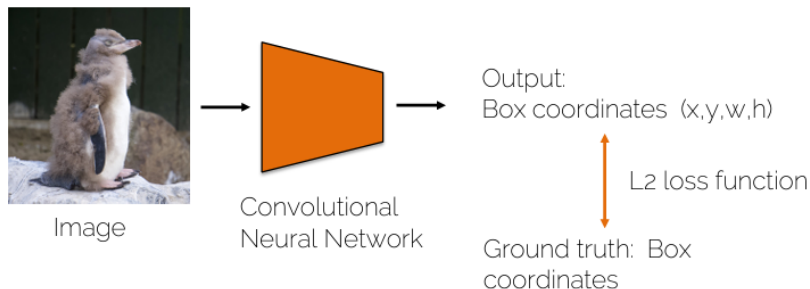 Image
Convolutional
Neural Network
Output:
Box coordinates (x,y,w,h)
L2 loss function
Ground truth: Box
coordinates